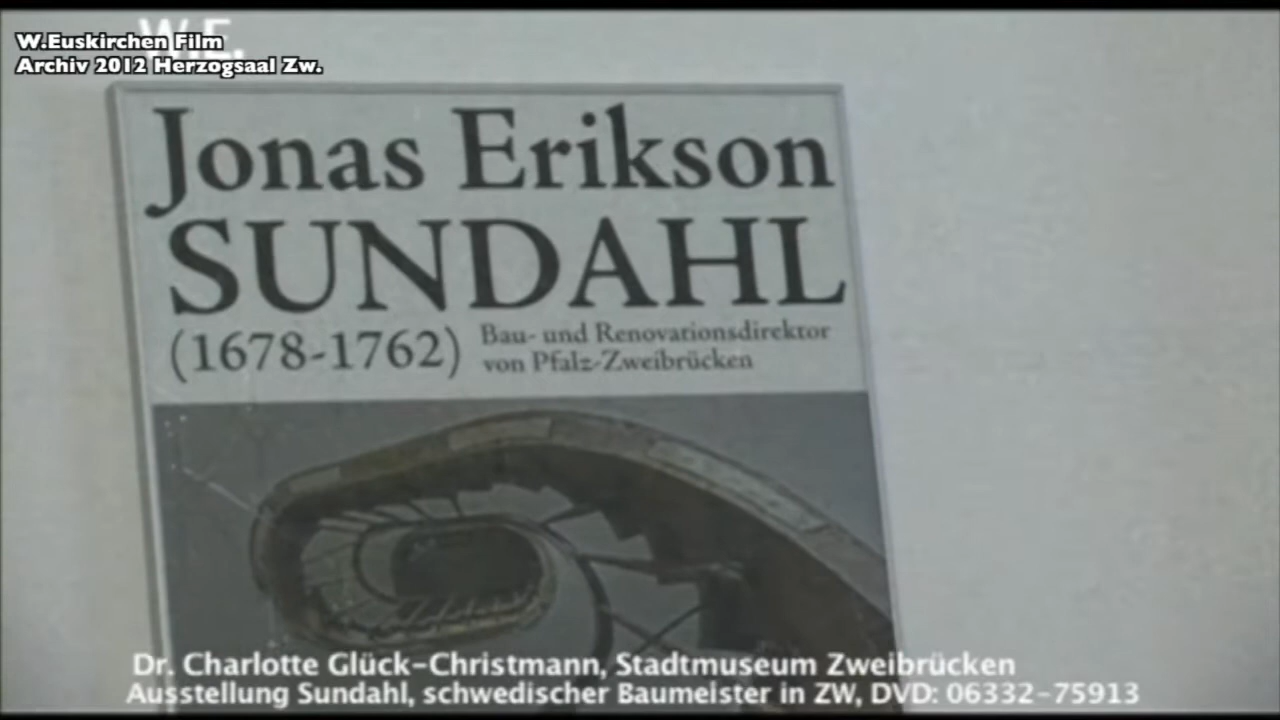 W.E.
W.Euskirchen Film
Archiv 2012 Herzogsaal Zw.
Jonas Erikson
SUNDAHL
(1678-1762)
Bau- und Renovationsdirektor
von Pfalz-Zweibrücken
Dr. Charlotte Glück-Christmann, Stadtmuseum Zweibrücken
Ausstellung Sundahl, schwedischer Baumeister in ZW, DVD: 06332-75913